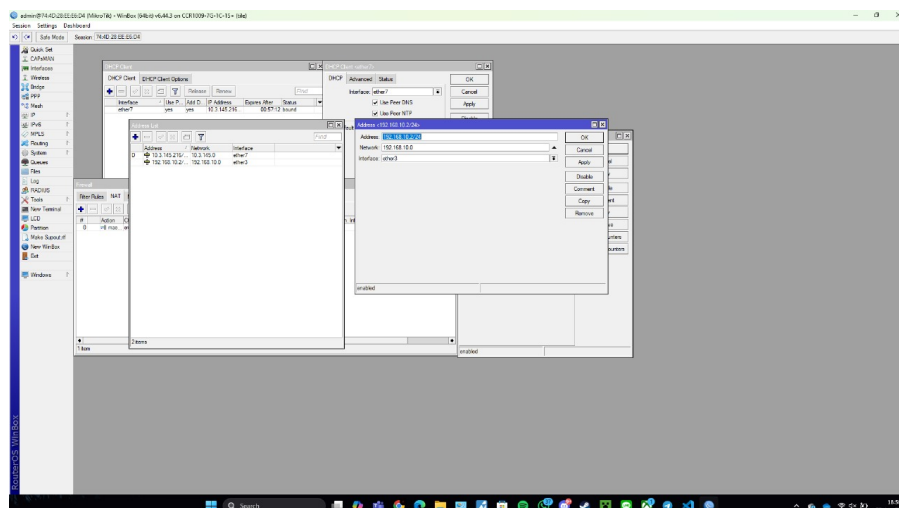 admin@74:4D:28:EE:E6:D4 (MikroTik) - WinBox (64bit) v6.44.3 on CCR1009-7G-1C-1S+ (tile)
Session Settings Dashboard
Safe Mode Session: 74:4D:28:EE:E6:D4
Quick Set
CAPsMAN
Interfaces
Wireless
Bridge
PPP
Mesh
IP
IPv6
MPLS
Routing
System
Queues
Files
Log
RADIUS
Tools
New Terminal
LCD
Partition
Make Supout.rif
New WinBox
Exit
Windows
RouterOS WinBox
DHCP Client
DHCP Client DHCP Client Options
Release Renew Find
Interface Use P... Add D... IP Address Expires After Status
ether7 yes yes 10.3.145.216... 00:57:12 bound
DHCP Client <ether7>
DHCP Advanced Status
Interface: ether7
Use Peer DNS
Use Peer NTP
OK
Cancel
Apply
Address List
Find
Address Network Interface
D 10.3.145.216/... 10.3.145.0 ether7
192.168.10.2/... 192.168.10.0 ether3
2 items
Address <192.168.10.2/24>
Address: 192.168.10.2/24
Network: 192.168.10.0
Interface: ether3
OK
Cancel
Apply
Disable
Comment
Copy
Remove
enabled
Firewall
Filter Rules NAT
# Action
0
1 item
enabled
Search